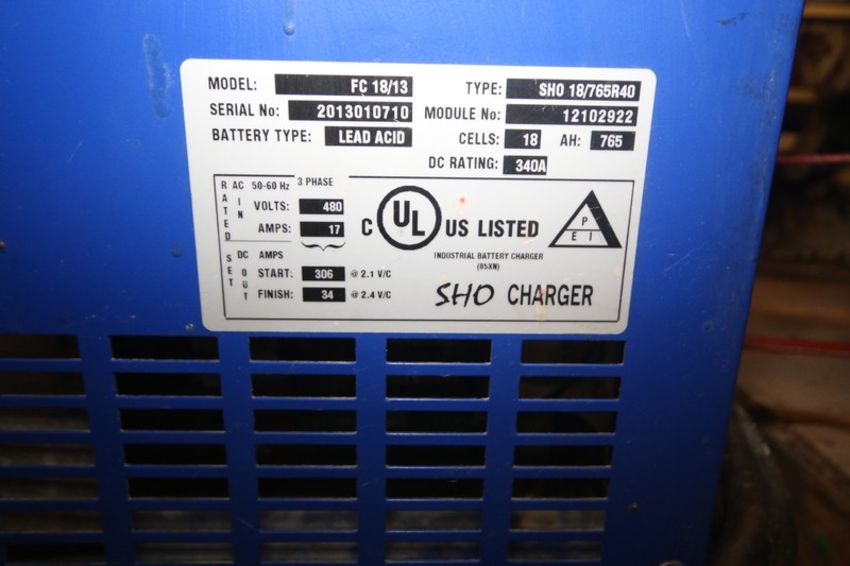 MODEL: FC 18/13 TYPE: SHO 18/765R40
SERIAL No: 2013010710 MODULE No: 12102922
BATTERY TYPE: LEAD ACID CELLS: 18 AH: 765
DC RATING: 340A
RATED AC IN 50-60 Hz 3 PHASE
VOLTS: 480
AMPS: 17
SET DC OUT AMPS
START: 306 @ 2.1 V/C
FINISH: 34 @ 2.4 V/C
C UL US LISTED
INDUSTRIAL BATTERY CHARGER
(85XN)
P
E I
SHO CHARGER